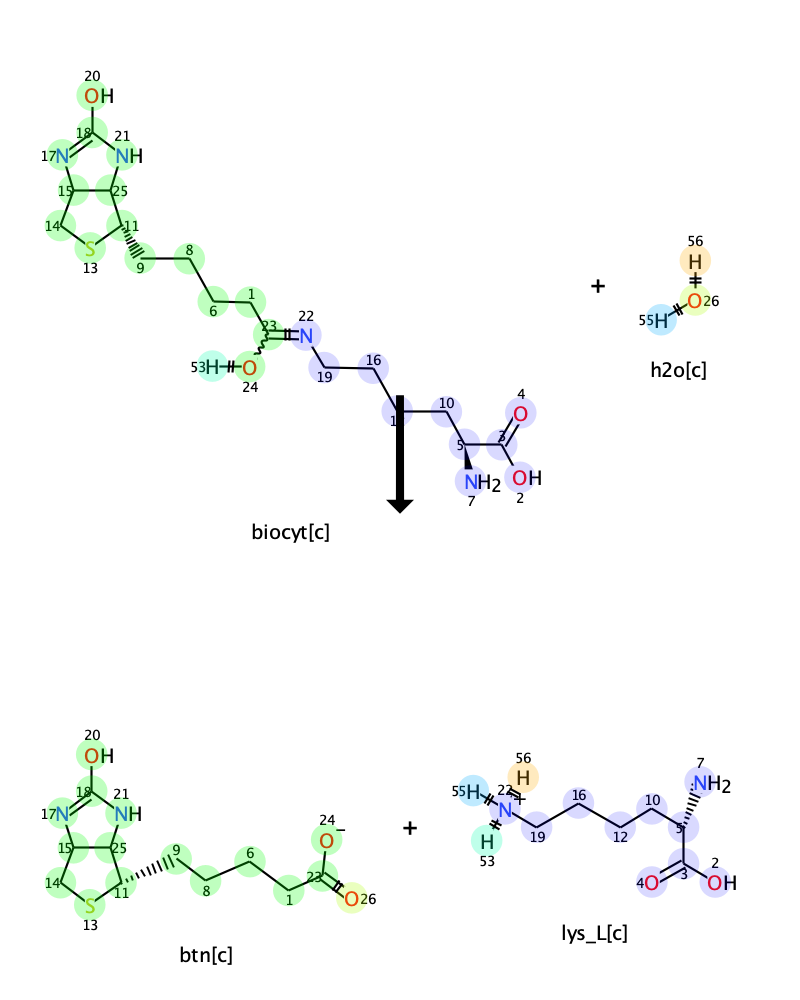 20
OH
18
21
17 N
NH
15
25
14
11
S
13
9
8
6
1
23
22
N
53 H
O
24
19
16
1
10
4
O
5
3
NH2
7
OH
2
biocyt[c]
+
56
H
O 26
55 H
h2o[c]
20
OH
18
21
17 N
NH
15
25
14
11
S
13
9
8
6
1
23
24
O−
O 26
btn[c]
+
56
H
55 H
22
N+
H
53
19
16
12
10
5
7
NH2
3
4 O
2
OH
lys_L[c]